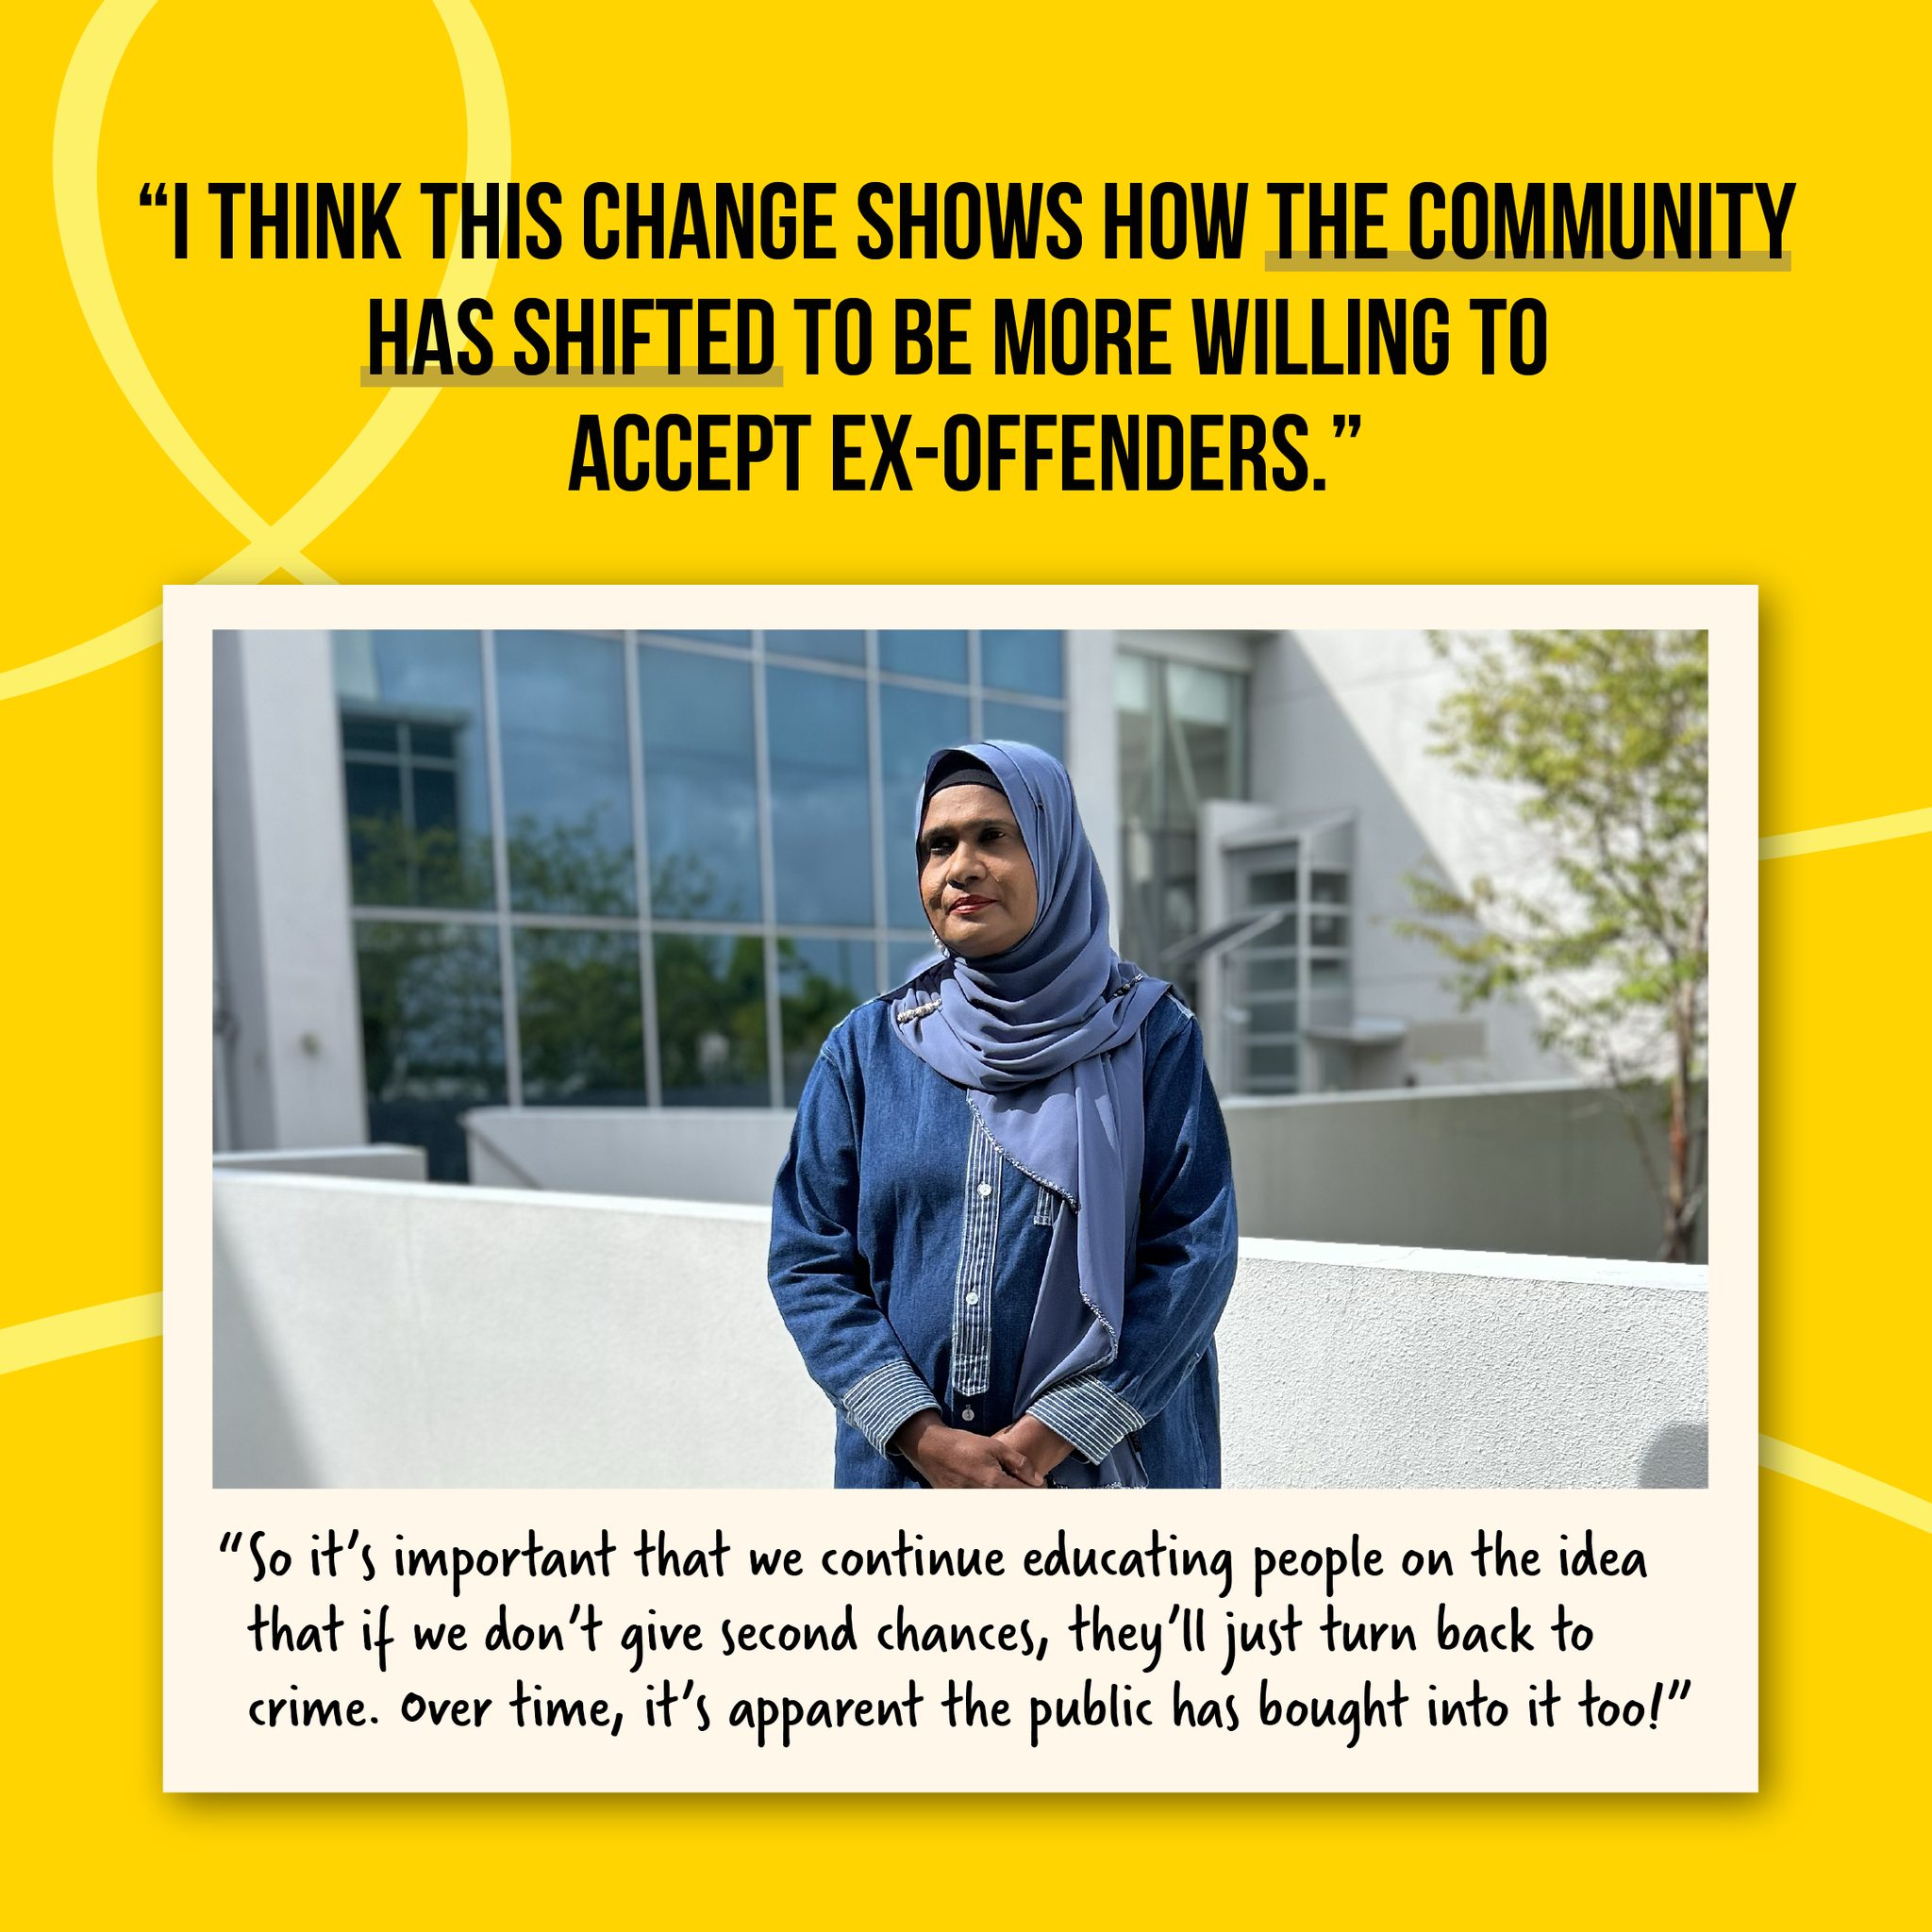 “I THINK THIS CHANGE SHOWS HOW THE COMMUNITY
HAS SHIFTED TO BE MORE WILLING TO
ACCEPT EX-OFFENDERS.”
“So it’s important that we continue educating people on the idea
that if we don’t give second chances, they’ll just turn back to
crime. Over time, it’s apparent the public has bought into it too!”